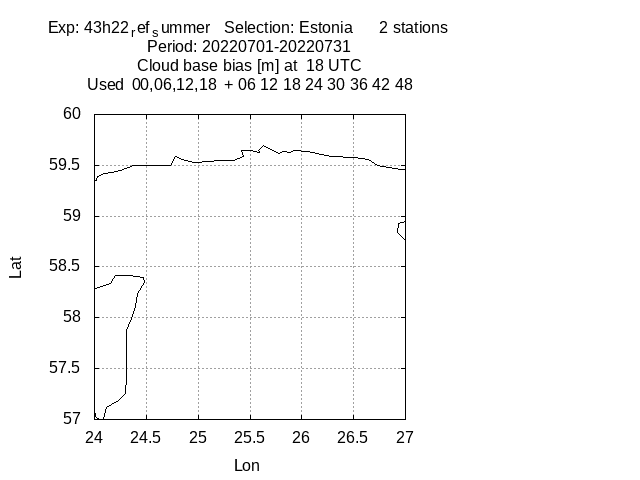 Exp: 43h22refsummer   Selection: Estonia      2 stations
Period: 20220701-20220731
Cloud base bias [m] at  18 UTC
Used  00,06,12,18  + 06 12 18 24 30 36 42 48
60
59.5
59
58.5
58
57.5
57
Lat
24 24.5 25 25.5 26 26.5 27
Lon